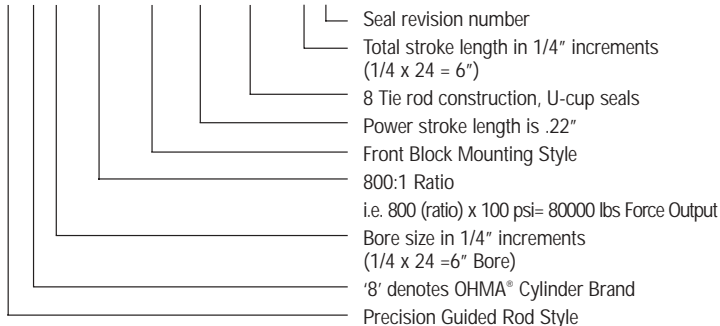 Seal revision number
Total stroke length in 1/4" increments
(1/4 x 24 = 6")
8 Tie rod construction, U-cup seals
Power stroke length is .22"
Front Block Mounting Style
800:1 Ratio
i.e. 800 (ratio) x 100 psi= 80000 lbs Force Output
Bore size in 1/4" increments
(1/4 x 24 =6" Bore)
‘8’ denotes OHMA® Cylinder Brand
Precision Guided Rod Style